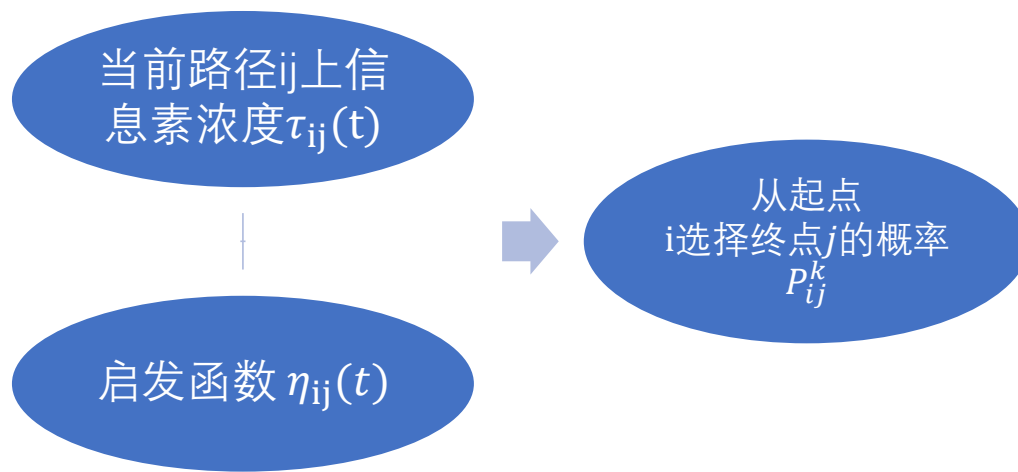 当前路径ij上信
息素浓度τᵢⱼ(t)
启发函数 ηᵢⱼ(t)
从起点
i选择终点j的概率
Pᵢⱼᵏ